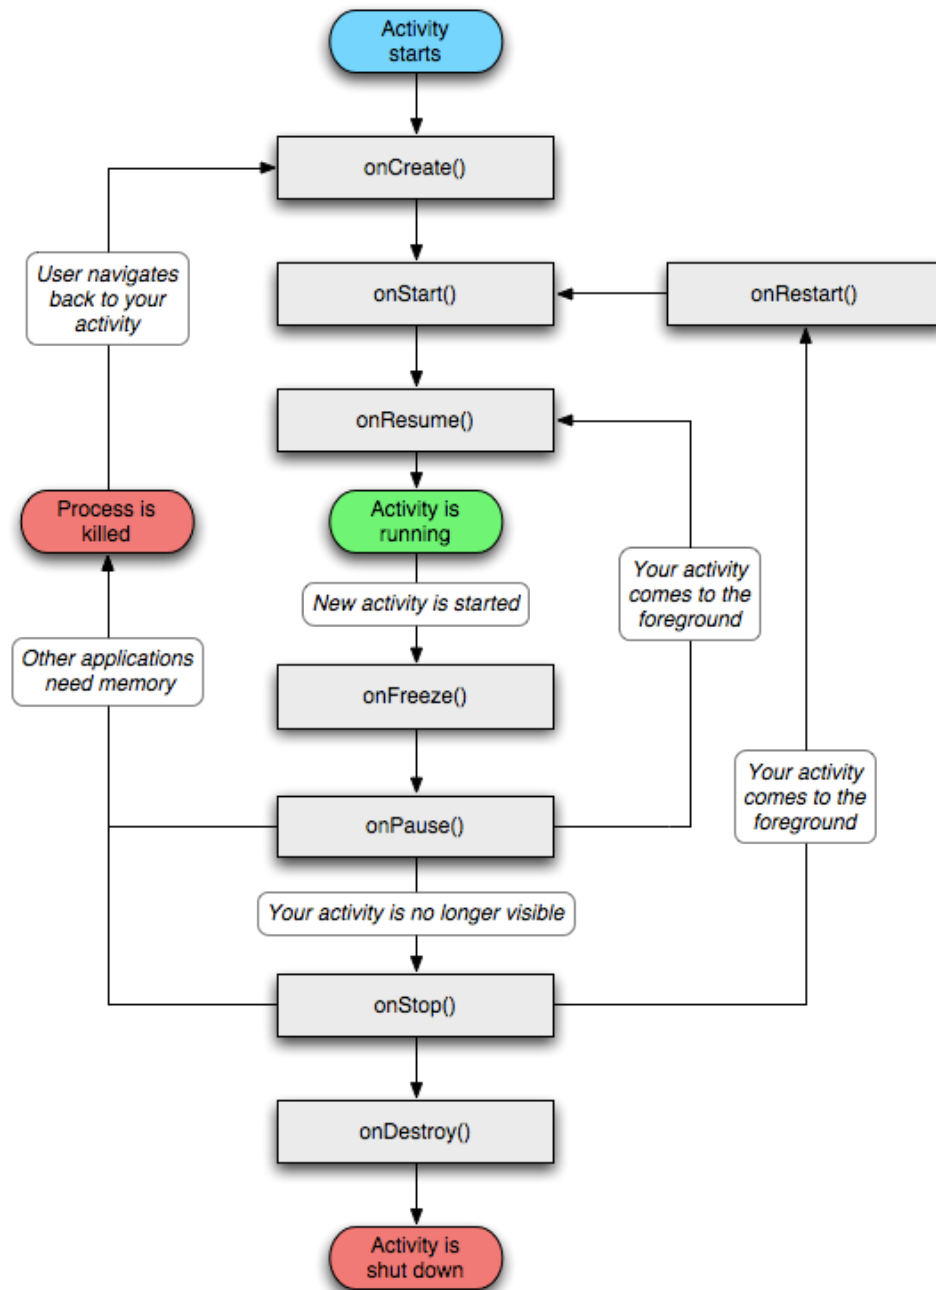 Activity
starts
onCreate()
User navigates
back to your
activity
onStart()
onRestart()
onResume()
Process is
killed
Activity is
running
Your activity
comes to the
foreground
New activity is started
Other applications
need memory
onFreeze()
Your activity
comes to the
foreground
onPause()
Your activity is no longer visible
onStop()
onDestroy()
Activity is
shut down